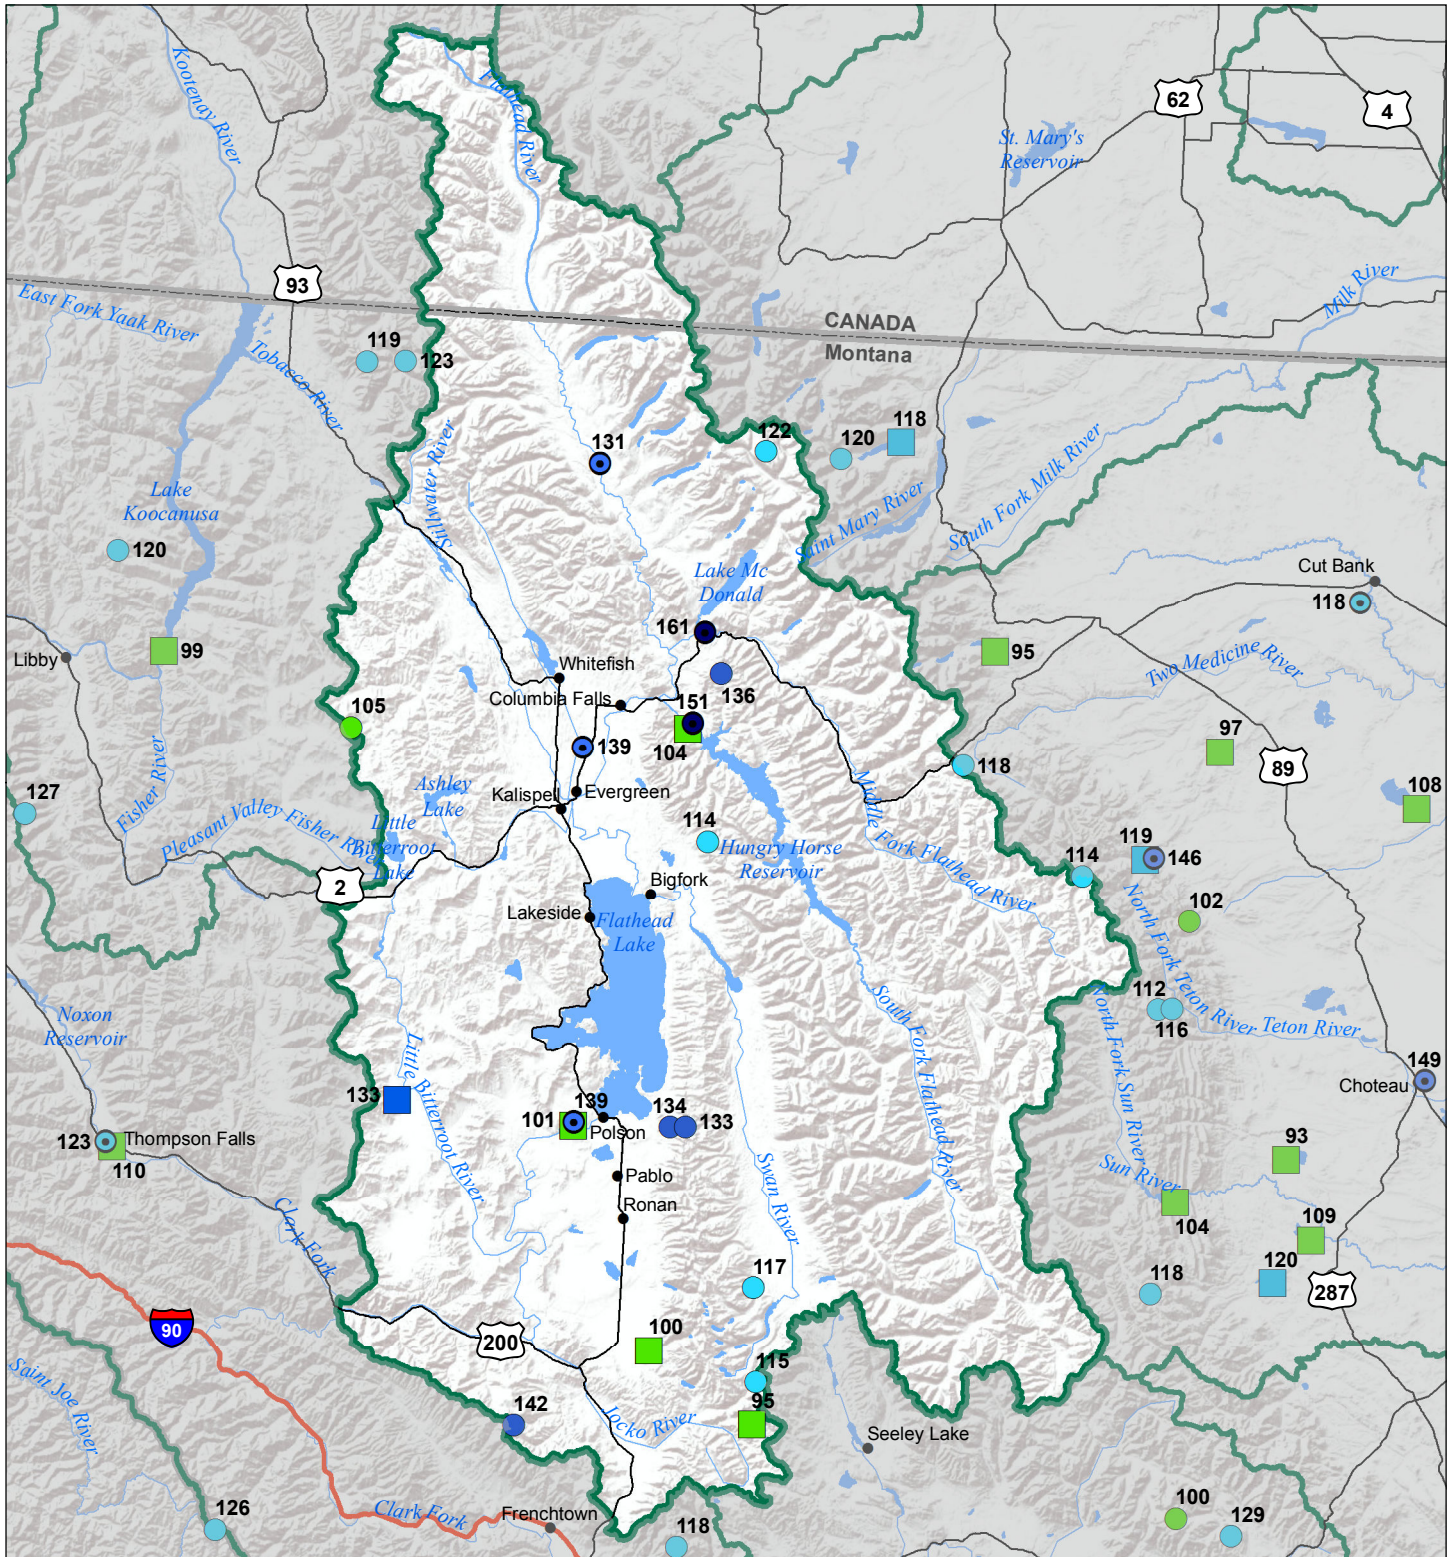 Kootenay River
Flathead River
62
4
St. Mary's
Reservoir
93
East Fork Yaak River
Tobacco River
119
123
CANADA
Montana
Milk River
131
122
120
118
Stillwater River
Lake
Koocanusa
120
Saint Mary River
South Fork Milk River
Lake Mc
Donald
Cut Bank
118
161
99
Libby
Whitefish
Columbia Falls
136
151
104
95
Two Medicine River
105
139
118
97
89
108
127
Fisher River
Pleasant Valley Fisher River
Ashley
Lake
Little
Bitterroot
Lake
Kalispell
Evergreen
114
Hungry Horse
Reservoir
Middle Fork Flathead River
114
119
146
2
Bigfork
Lakeside
Flathead
Lake
102
North Fork Teton River
112
116
Teton River
Noxon
Reservoir
South Fork Flathead River
North Fork Sun River
149
Choteau
Little Bitterroot River
133
139
101
Polson
134
133
123
Thompson Falls
110
Pablo
Ronan
Swan River
93
Sun River
104
109
Clark Fork
117
118
120
287
90
200
100
Saint Joe River
115
95
142
Jocko River
Seeley Lake
126
Clark Fork
Frenchtown
118
100
129